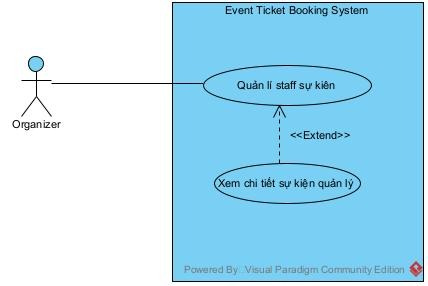 Event Ticket Booking System
Quản lí staff sự kiên
Organizer
<<Extend>>
Xem chi tiết sự kiện quản lý
Powered By Visual Paradigm Community Edition